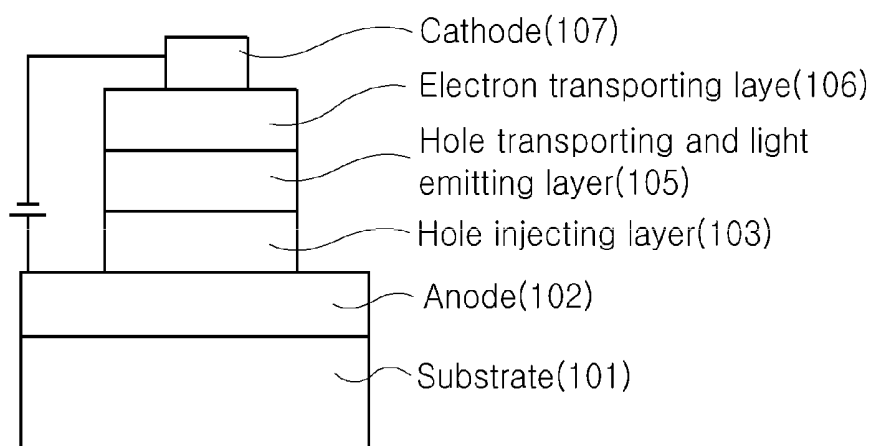 Cathode(107)
Electron transporting laye(106)
Hole transporting and light
emitting layer(105)
Hole injecting layer(103)
Anode(102)
Substrate(101)